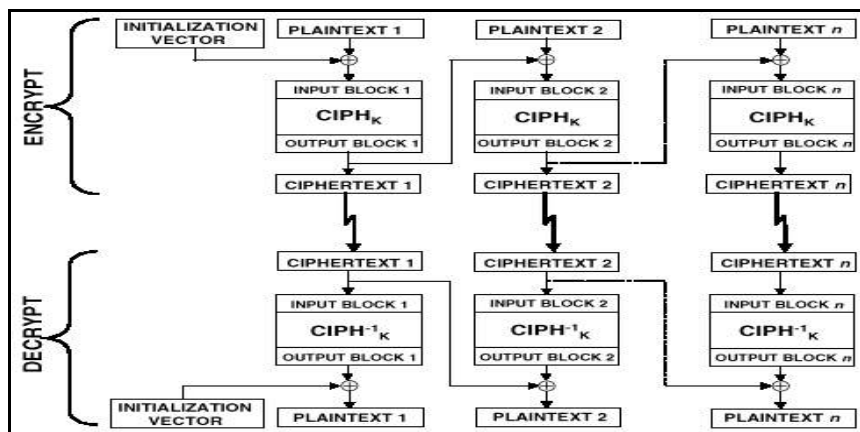 ENCRYPT
INITIALIZATION
VECTOR
PLAINTEXT 1
PLAINTEXT 2
PLAINTEXT n
INPUT BLOCK 1
INPUT BLOCK 2
INPUT BLOCK n
CIPHK
CIPHK
CIPHK
OUTPUT BLOCK 1
OUTPUT BLOCK 2
OUTPUT BLOCK n
CIPHERTEXT 1
CIPHERTEXT 2
CIPHERTEXT n
DECRYPT
CIPHERTEXT 1
CIPHERTEXT 2
CIPHERTEXT n
INPUT BLOCK 1
INPUT BLOCK 2
INPUT BLOCK n
CIPH-1K
CIPH-1K
CIPH-1K
OUTPUT BLOCK 1
OUTPUT BLOCK 2
OUTPUT BLOCK n
INITIALIZATION
VECTOR
PLAINTEXT 1
PLAINTEXT 2
PLAINTEXT n